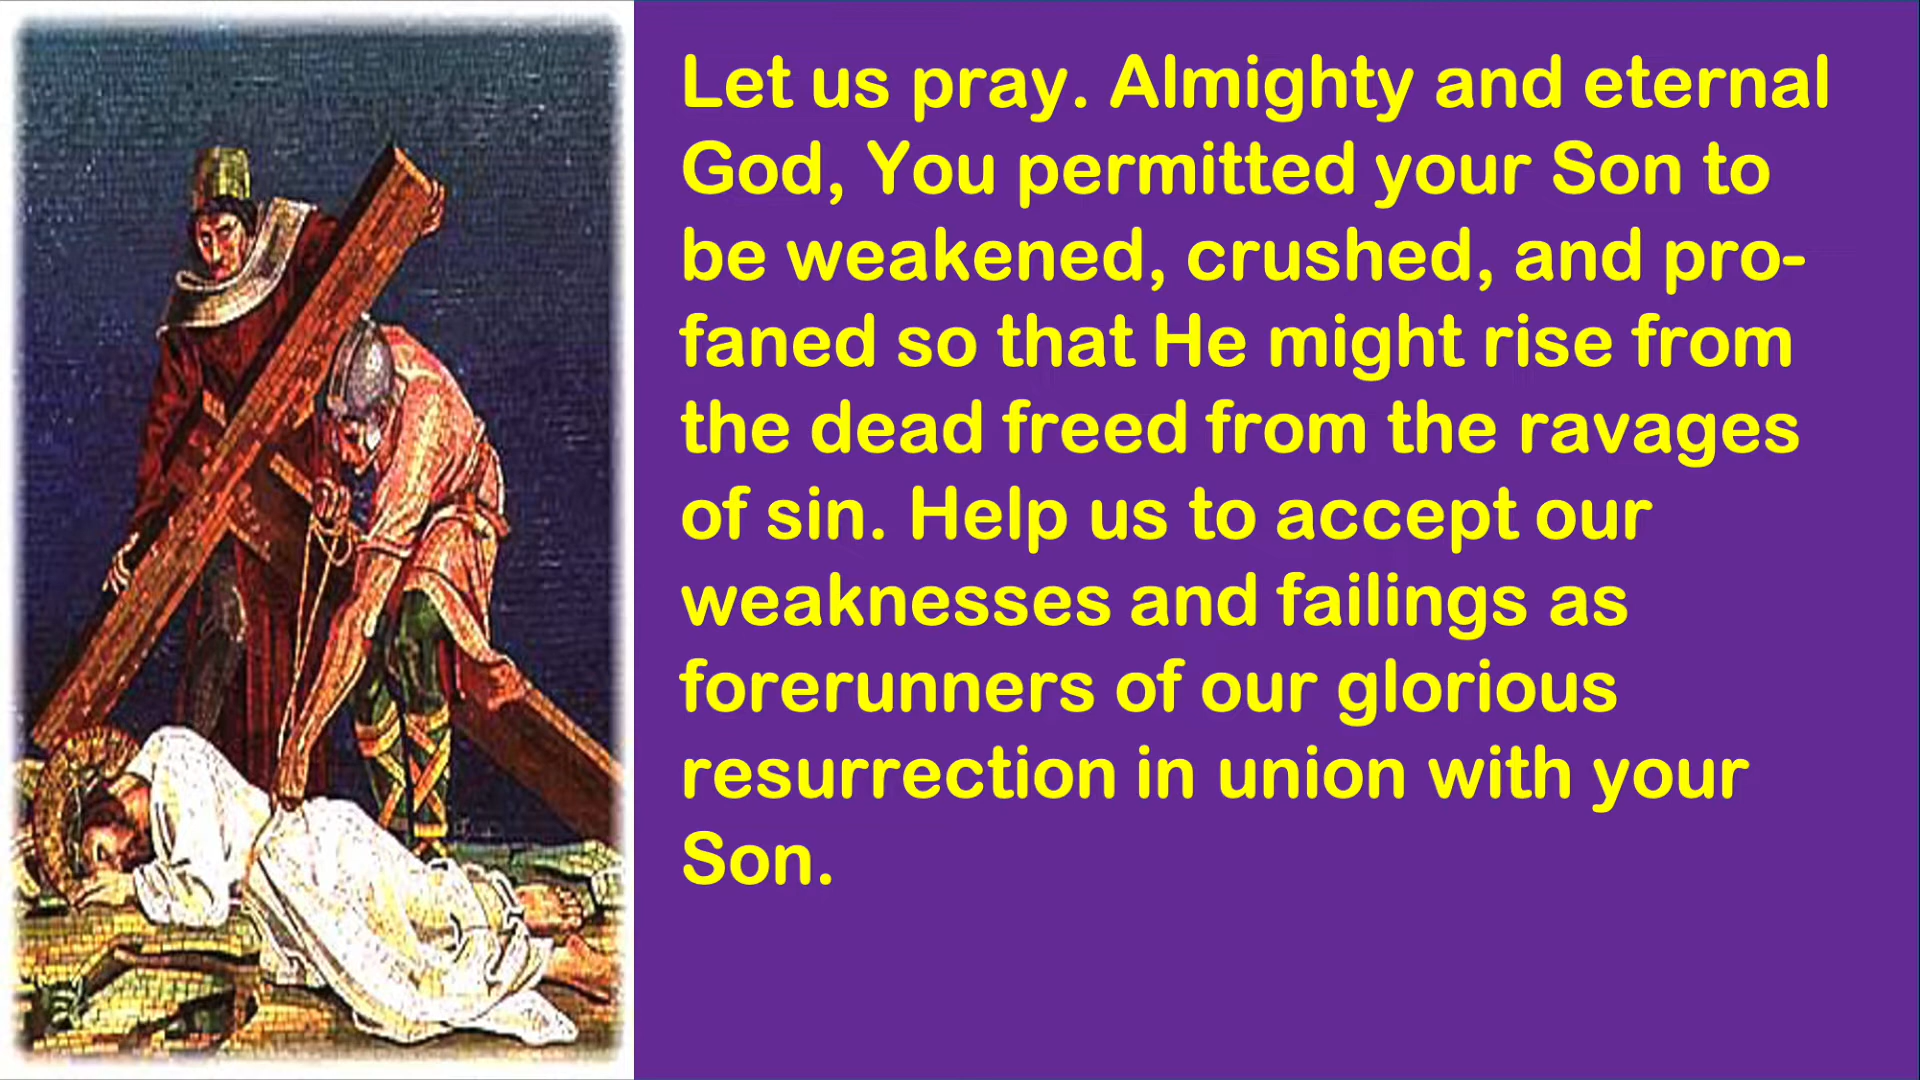 Let us pray. Almighty and eternal
God, You permitted your Son to
be weakened, crushed, and pro-
faned so that He might rise from
the dead freed from the ravages
of sin. Help us to accept our
weaknesses and failings as
forerunners of our glorious
resurrection in union with your
Son.